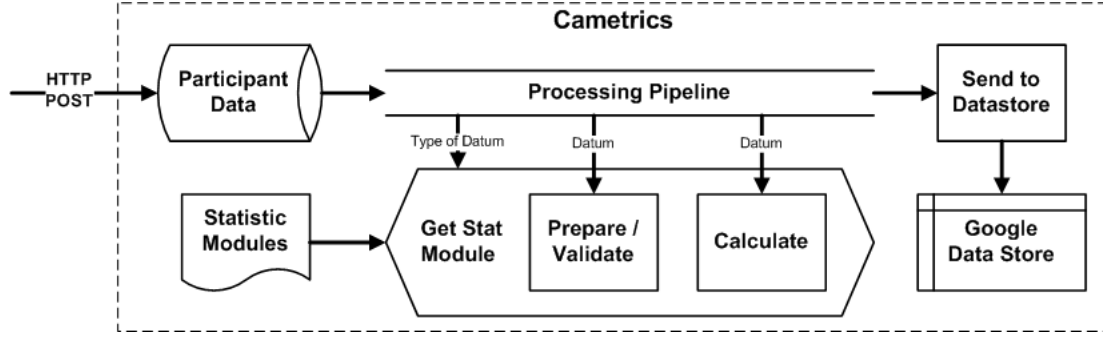 Cametrics
HTTP
POST
Participant
Data
Processing Pipeline
Send to
Datastore
Type of Datum
Datum
Datum
Statistic
Modules
Get Stat
Module
Prepare /
Validate
Calculate
Google
Data Store